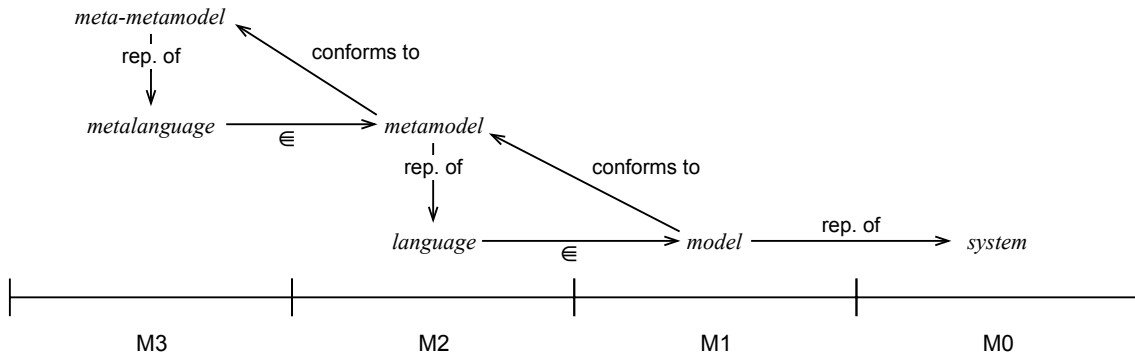 meta-metamodel
rep. of
conforms to
metalanguage
∈
metamodel
rep. of
conforms to
language
∈
model
rep. of
system
M3
M2
M1
M0